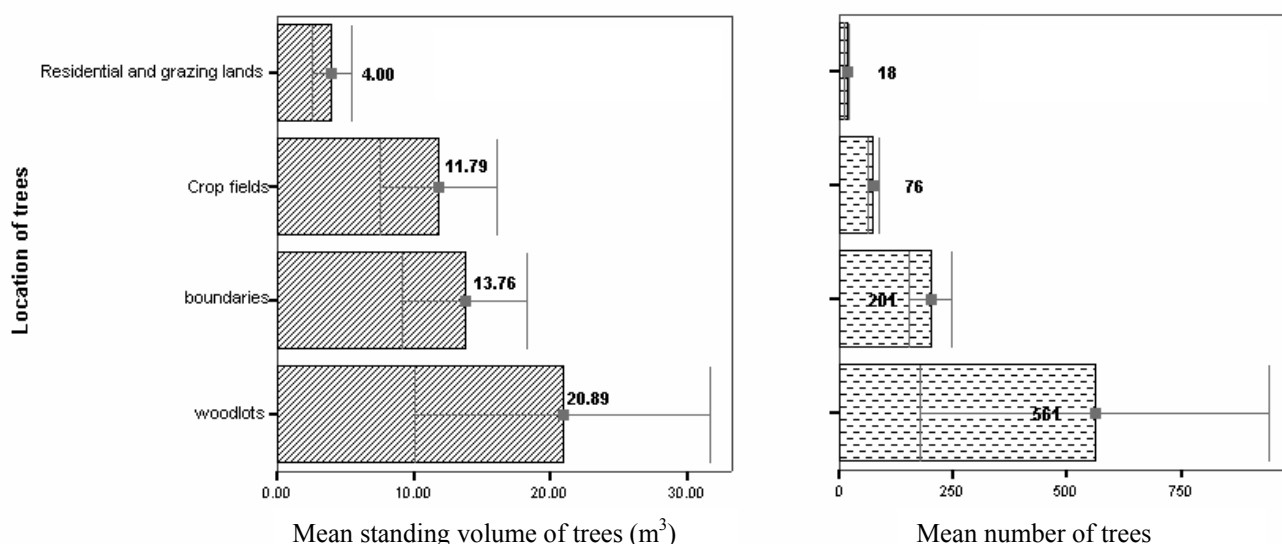 Location of trees
Residential and grazing lands
4.00
18
Crop fields
11.79
76
boundaries
13.76
201
woodlots
20.89
561
0.00 10.00 20.00 30.00
0 250 500 750
Mean standing volume of trees (m³)
Mean number of trees